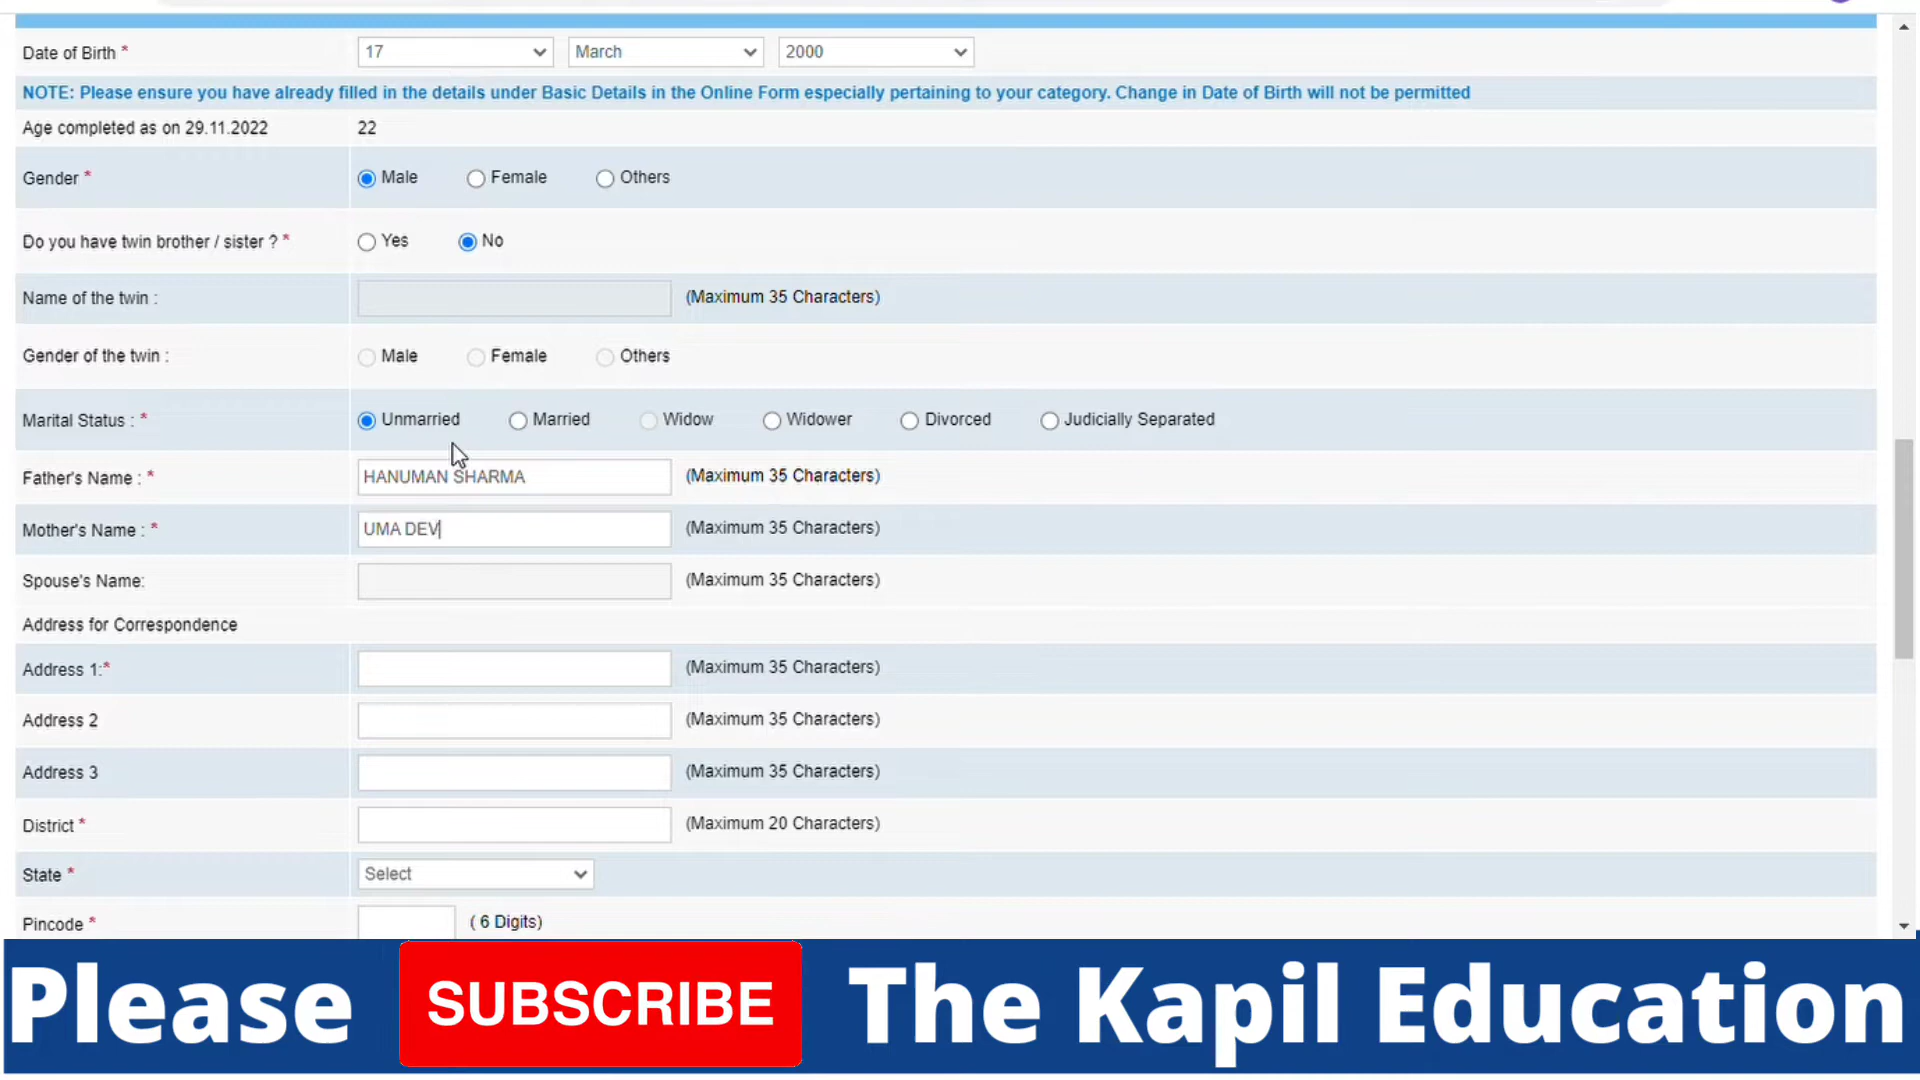 Date of Birth * 17 March 2000
NOTE: Please ensure you have already filled in the details under Basic Details in the Online Form especially pertaining to your category. Change in Date of Birth will not be permitted
Age completed as on 29.11.2022 22
Gender * Male Female Others
Do you have twin brother / sister ? * Yes No
Name of the twin : (Maximum 35 Characters)
Gender of the twin : Male Female Others
Marital Status : * Unmarried Married Widow Widower Divorced Judicially Separated
Father's Name : * HANUMAN SHARMA (Maximum 35 Characters)
Mother's Name : * UMA DEV (Maximum 35 Characters)
Spouse's Name: (Maximum 35 Characters)
Address for Correspondence
Address 1:* (Maximum 35 Characters)
Address 2 (Maximum 35 Characters)
Address 3 (Maximum 35 Characters)
District * (Maximum 20 Characters)
State * Select
Pincode * ( 6 Digits)
Please SUBSCRIBE The Kapil Education